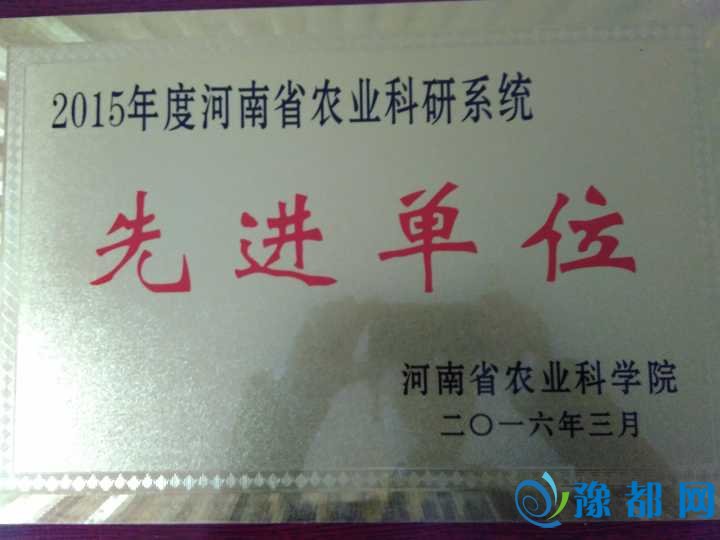 2015年度河南省农业科研系统
先进单位
河南省农业科学院
二〇一六年三月
豫都网